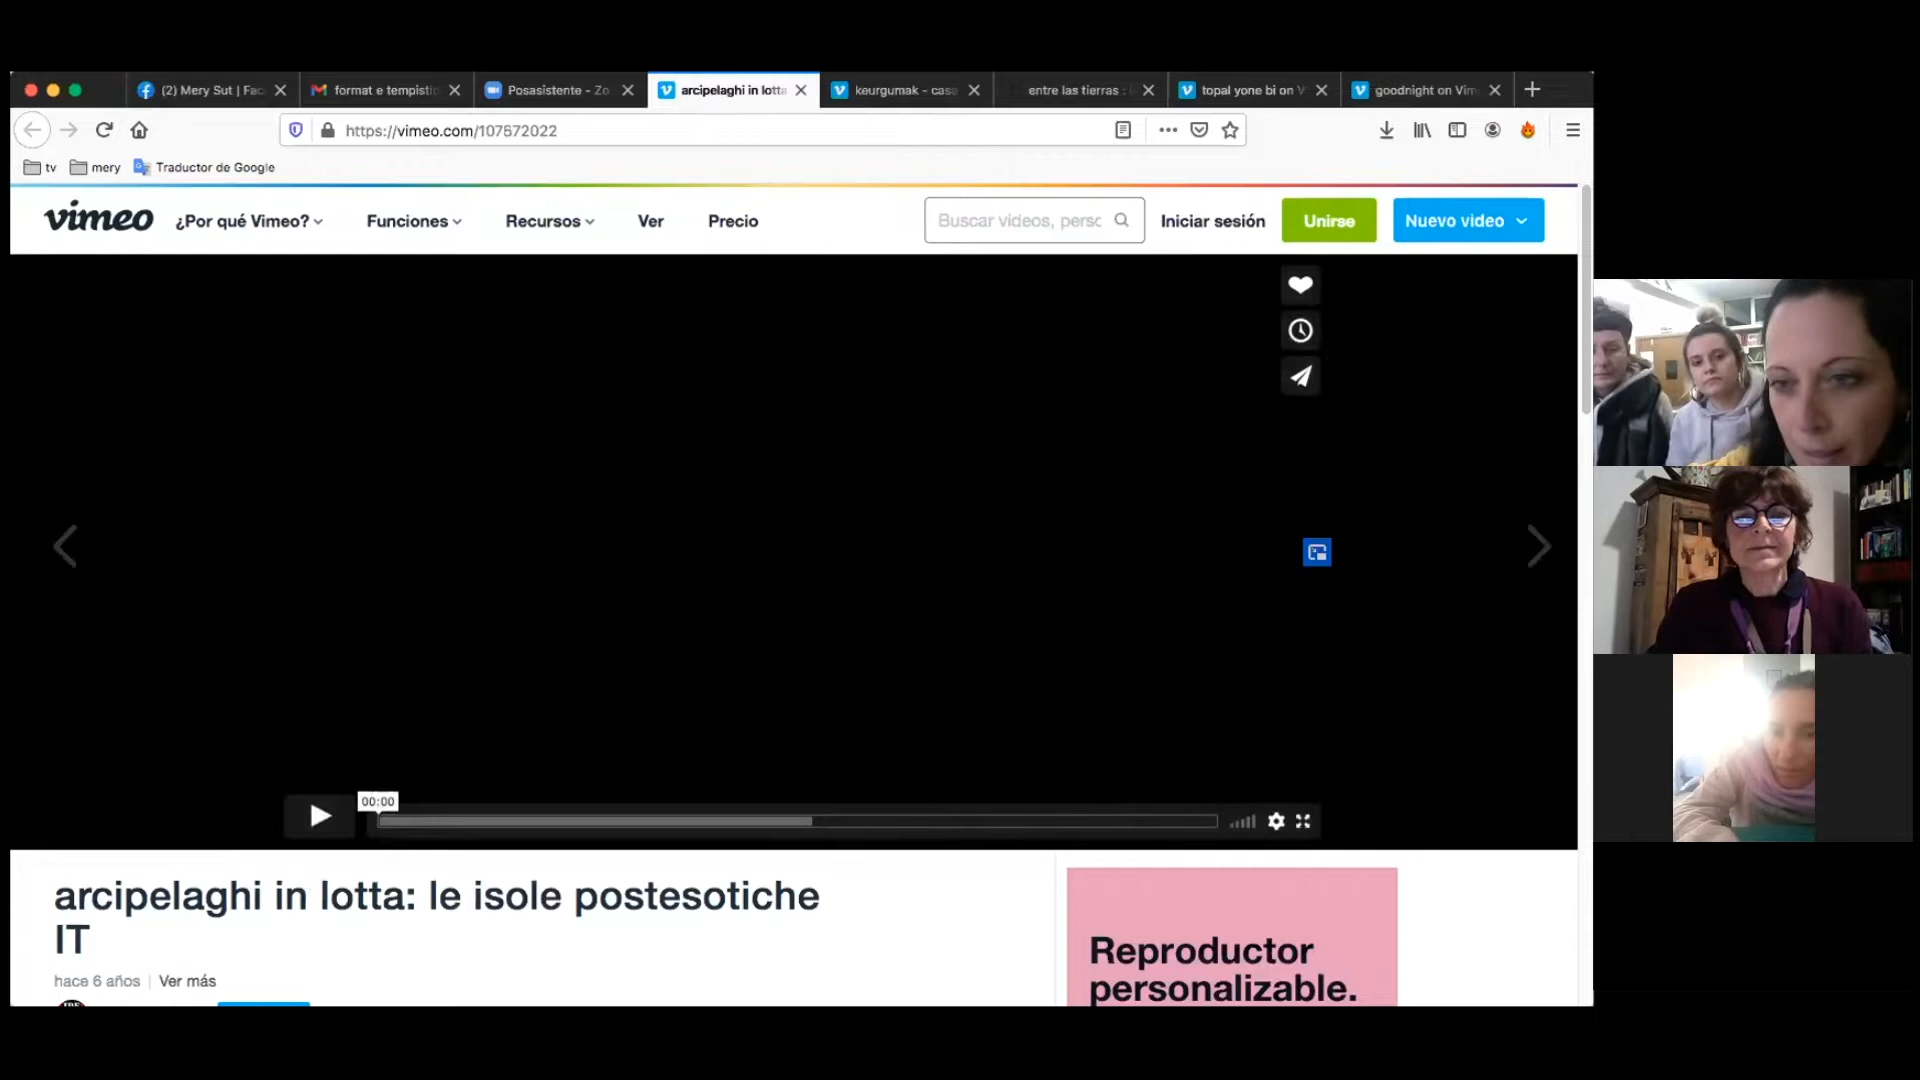 (2) Mery Sut | Fac
format e tempistic
Posasistente - Zo
arcipelaghi in lotta
keurgumak - casa
entre las tierras :
topal yone bi on V
goodnight on Vim
https://vimeo.com/107572022
tv
mery
Traductor de Google
vimeo
¿Por qué Vimeo?
Funciones
Recursos
Ver
Precio
Buscar videos, persc
Iniciar sesión
Unirse
Nuevo video
00:00
arcipelaghi in lotta: le isole postesotiche
IT
hace 6 años
Ver más
Reproductor
personalizable.